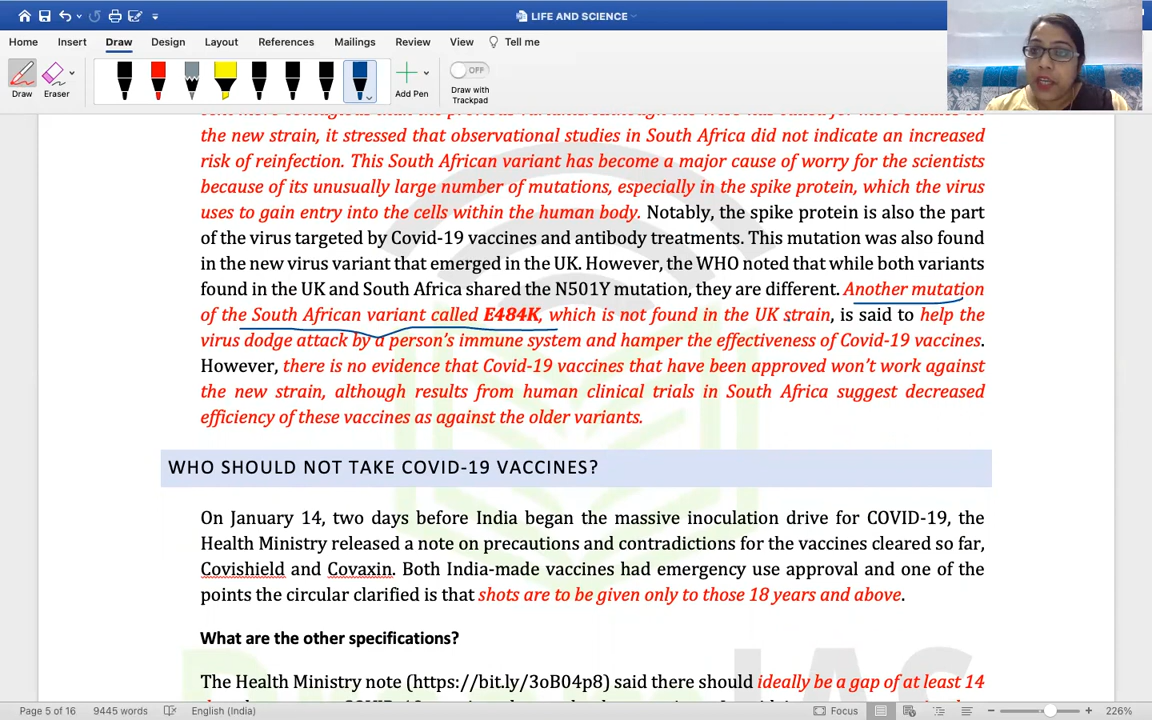 LIFE AND SCIENCE
Home Insert Draw Design Layout References Mailings Review View Tell me
OFF
Draw Eraser Add Pen Draw with Trackpad
the new strain, it stressed that observational studies in South Africa did not indicate an increased
risk of reinfection. This South African variant has become a major cause of worry for the scientists
because of its unusually large number of mutations, especially in the spike protein, which the virus
uses to gain entry into the cells within the human body. Notably, the spike protein is also the part
of the virus targeted by Covid-19 vaccines and antibody treatments. This mutation was also found
in the new virus variant that emerged in the UK. However, the WHO noted that while both variants
found in the UK and South Africa shared the N501Y mutation, they are different. Another mutation
of the South African variant called E484K, which is not found in the UK strain, is said to help the
virus dodge attack by a person's immune system and hamper the effectiveness of Covid-19 vaccines.
However, there is no evidence that Covid-19 vaccines that have been approved won't work against
the new strain, although results from human clinical trials in South Africa suggest decreased
efficiency of these vaccines as against the older variants.
WHO SHOULD NOT TAKE COVID-19 VACCINES?
On January 14, two days before India began the massive inoculation drive for COVID-19, the
Health Ministry released a note on precautions and contradictions for the vaccines cleared so far,
Covishield and Covaxin. Both India-made vaccines had emergency use approval and one of the
points the circular clarified is that shots are to be given only to those 18 years and above.
What are the other specifications?
The Health Ministry note (https://bit.ly/3oB04p8) said there should ideally be a gap of at least 14
Page 5 of 16 9445 words English (India) Focus 226%